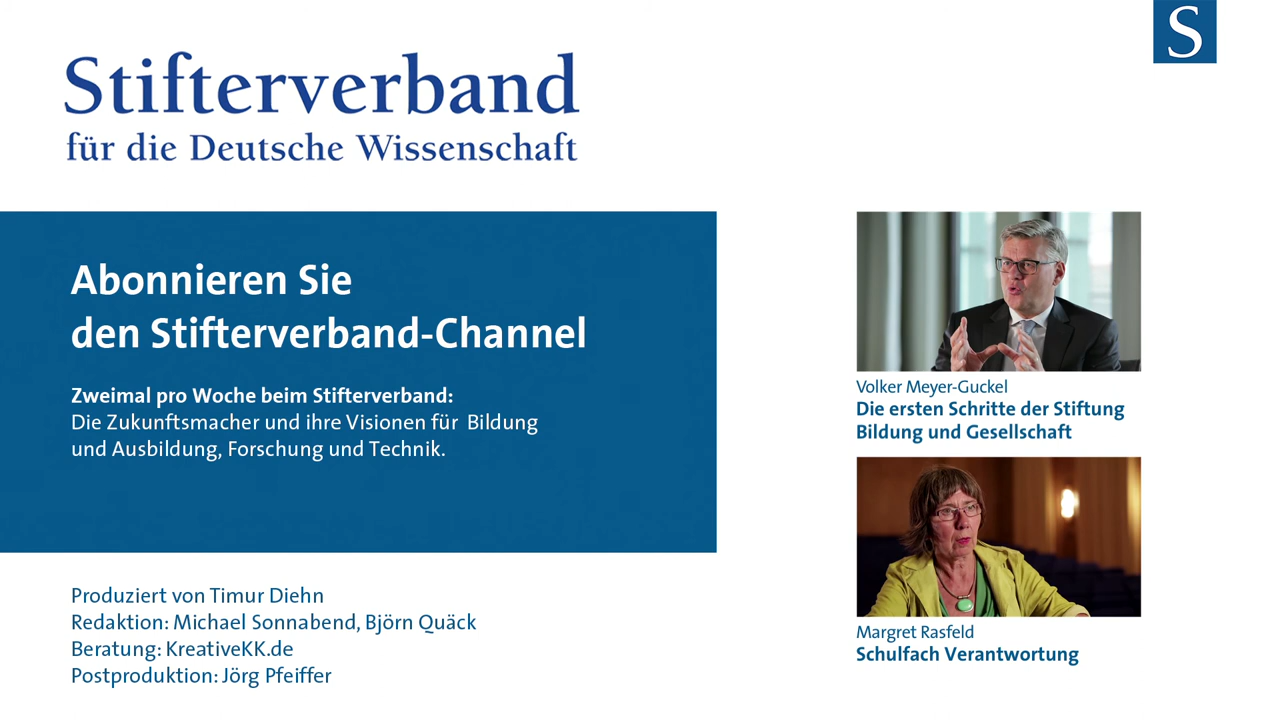 S
Stifterverband
für die Deutsche Wissenschaft
Abonnieren Sie
den Stifterverband-Channel
Zweimal pro Woche beim Stifterverband:
Die Zukunftsmacher und ihre Visionen für Bildung
und Ausbildung, Forschung und Technik.
Volker Meyer-Guckel
Die ersten Schritte der Stiftung
Bildung und Gesellschaft
Margret Rasfeld
Schulfach Verantwortung
Produziert von Timur Diehn
Redaktion: Michael Sonnabend, Björn Quäck
Beratung: KreativeKK.de
Postproduktion: Jörg Pfeiffer